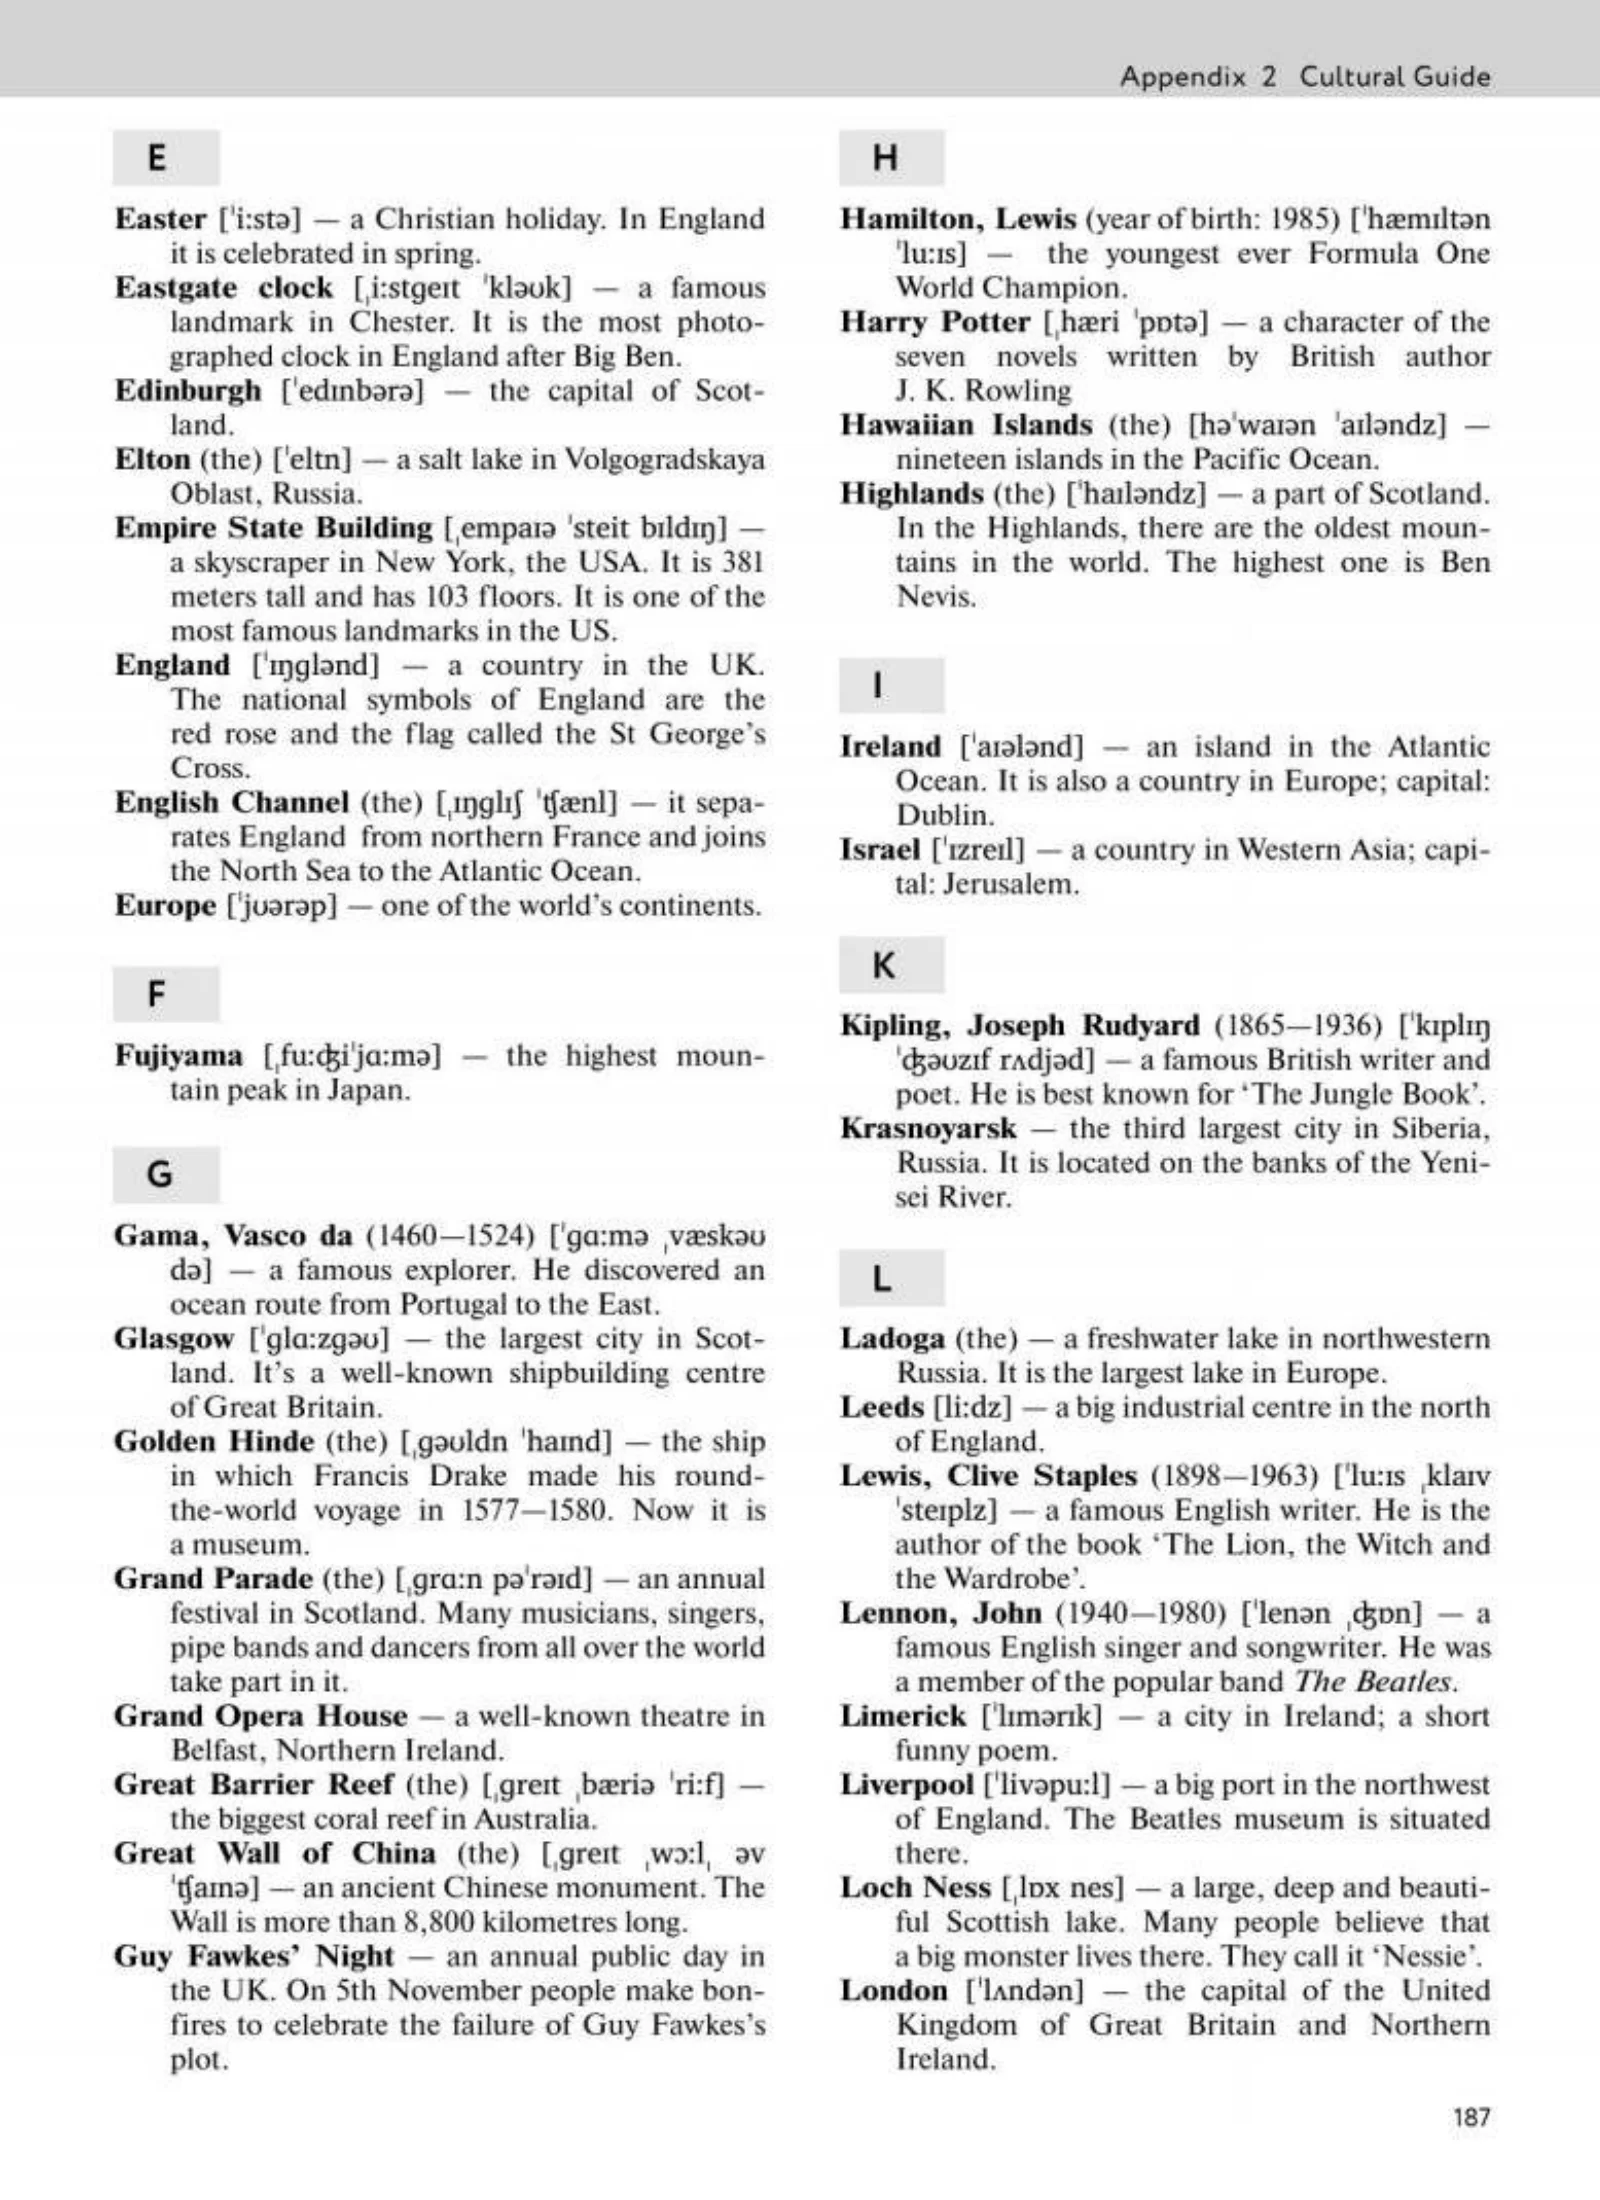 Appendix 2 Cultural Guide
E
Easter [ˈi:stə] — a Christian holiday. In England
it is celebrated in spring.
Eastgate clock [ˌi:stgeɪt ˈkləʊk] — a famous
landmark in Chester. It is the most photo-
graphed clock in England after Big Ben.
Edinburgh [ˈedɪnbərə] — the capital of Scot-
land.
Elton (the) [ˈeltn] — a salt lake in Volgogradskaya
Oblast, Russia.
Empire State Building [ˌempaɪə ˈsteit bɪldɪŋ] —
a skyscraper in New York, the USA. It is 381
meters tall and has 103 floors. It is one of the
most famous landmarks in the US.
England [ˈɪŋglənd] — a country in the UK.
The national symbols of England are the
red rose and the flag called the St George's
Cross.
English Channel (the) [ˌɪŋglɪʃ ˈʧænl] — it sepa-
rates England from northern France and joins
the North Sea to the Atlantic Ocean.
Europe [ˈjʊərəp] — one of the world's continents.
F
Fujiyama [ˌfu:ʤiˈjɑ:mə] — the highest moun-
tain peak in Japan.
G
Gama, Vasco da (1460—1524) [ˈgɑ:mə ˌvæskəʊ
də] — a famous explorer. He discovered an
ocean route from Portugal to the East.
Glasgow [ˈglɑ:zgəʊ] — the largest city in Scot-
land. It's a well-known shipbuilding centre
of Great Britain.
Golden Hinde (the) [ˌgəʊldn ˈhaɪnd] — the ship
in which Francis Drake made his round-
the-world voyage in 1577—1580. Now it is
a museum.
Grand Parade (the) [ˌgrɑ:n pəˈrəɪd] — an annual
festival in Scotland. Many musicians, singers,
pipe bands and dancers from all over the world
take part in it.
Grand Opera House — a well-known theatre in
Belfast, Northern Ireland.
Great Barrier Reef (the) [ˌgreɪt ˌbæriə ˈri:f] —
the biggest coral reef in Australia.
Great Wall of China (the) [ˌgreɪt ˌwɔ:lˌ əv
ˈʧaɪnə] — an ancient Chinese monument. The
Wall is more than 8,800 kilometres long.
Guy Fawkes' Night — an annual public day in
the UK. On 5th November people make bon-
fires to celebrate the failure of Guy Fawkes's
plot.
H
Hamilton, Lewis (year of birth: 1985) [ˈhæmɪltən
ˈlu:ɪs] — the youngest ever Formula One
World Champion.
Harry Potter [ˌhæri ˈpɒtə] — a character of the
seven novels written by British author
J. K. Rowling
Hawaiian Islands (the) [həˈwaɪən ˈaɪləndz] —
nineteen islands in the Pacific Ocean.
Highlands (the) [ˈhaɪləndz] — a part of Scotland.
In the Highlands, there are the oldest moun-
tains in the world. The highest one is Ben
Nevis.
I
Ireland [ˈaɪələnd] — an island in the Atlantic
Ocean. It is also a country in Europe; capital:
Dublin.
Israel [ˈɪzreɪl] — a country in Western Asia; capi-
tal: Jerusalem.
K
Kipling, Joseph Rudyard (1865—1936) [ˈkɪplɪŋ
ˈʤəʊzɪf rʌdjəd] — a famous British writer and
poet. He is best known for ‘The Jungle Book’.
Krasnoyarsk — the third largest city in Siberia,
Russia. It is located on the banks of the Yeni-
sei River.
L
Ladoga (the) — a freshwater lake in northwestern
Russia. It is the largest lake in Europe.
Leeds [li:dz] — a big industrial centre in the north
of England.
Lewis, Clive Staples (1898—1963) [ˈlu:ɪs ˌklaɪv
ˈsteɪplz] — a famous English writer. He is the
author of the book ‘The Lion, the Witch and
the Wardrobe’.
Lennon, John (1940—1980) [ˈlenən ˌʤɒn] — a
famous English singer and songwriter. He was
a member of the popular band The Beatles.
Limerick [ˈlɪmərɪk] — a city in Ireland; a short
funny poem.
Liverpool [ˈlivəpu:l] — a big port in the northwest
of England. The Beatles museum is situated
there.
Loch Ness [ˌlɒx nes] — a large, deep and beauti-
ful Scottish lake. Many people believe that
a big monster lives there. They call it ‘Nessie’.
London [ˈlʌndən] — the capital of the United
Kingdom of Great Britain and Northern
Ireland.
187